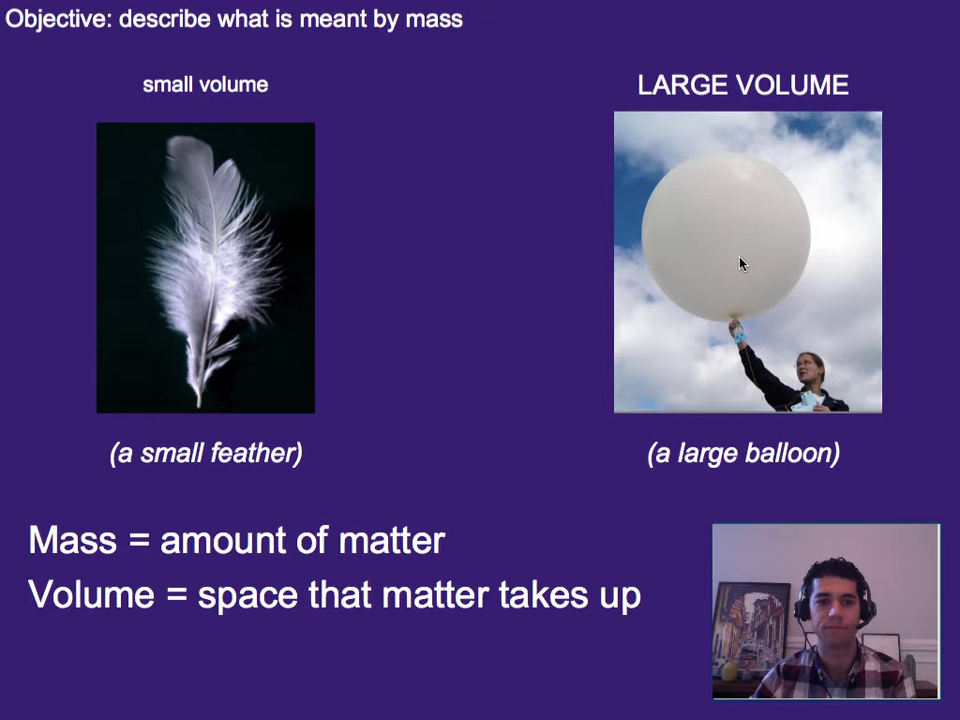 Objective: describe what is meant by mass
small volume
LARGE VOLUME
(a small feather)
(a large balloon)
Mass = amount of matter
Volume = space that matter takes up